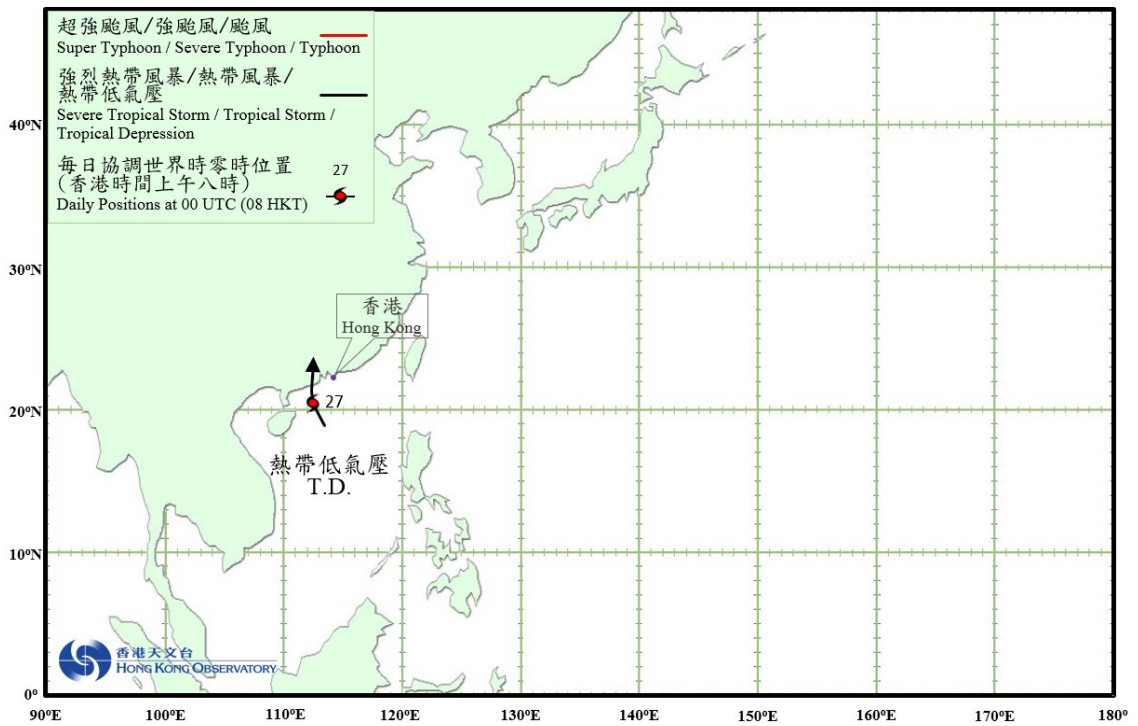 超強颱風/強颱風/颱風
Super Typhoon / Severe Typhoon / Typhoon
強烈熱帶風暴/熱帶風暴/
熱帶低氣壓
Severe Tropical Storm / Tropical Storm /
Tropical Depression
每日協調世界時零時位置
(香港時間上午八時)
Daily Positions at 00 UTC (08 HKT)
27
40°N
30°N
香港
Hong Kong
20°N
27
熱帶低氣壓
T.D.
10°N
香港天文台
HONG KONG OBSERVATORY
0°
90°E
100°E
110°E
120°E
130°E
140°E
150°E
160°E
170°E
180°